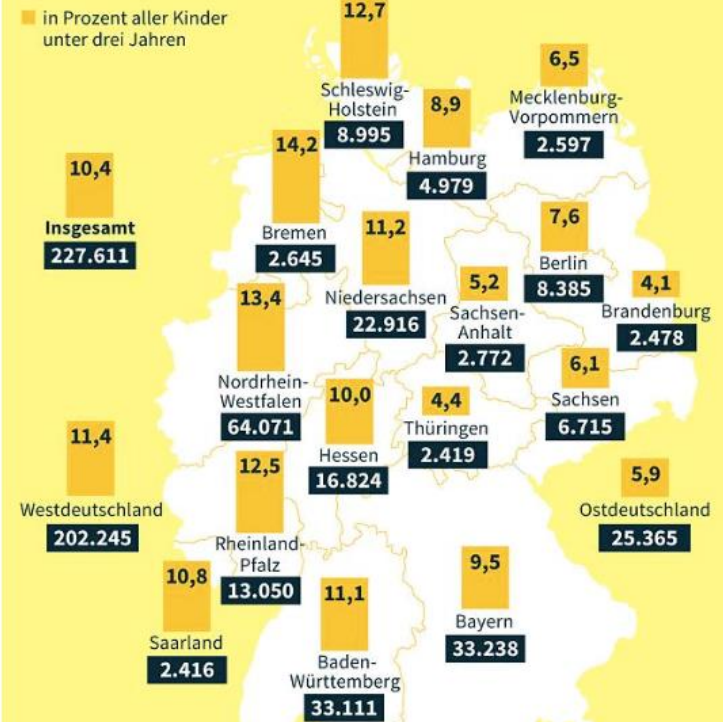 in Prozent aller Kinder
unter drei Jahren
12,7
Schleswig-
Holstein
8.995
8,9
Hamburg
4.979
6,5
Mecklenburg-
Vorpommern
2.597
10,4
Insgesamt
227.611
14,2
Bremen
2.645
11,2
Niedersachsen
22.916
7,6
Berlin
8.385
5,2
Sachsen-
Anhalt
2.772
4,1
Brandenburg
2.478
13,4
Nordrhein-
Westfalen
64.071
10,0
Hessen
16.824
4,4
Thüringen
2.419
6,1
Sachsen
6.715
11,4
Westdeutschland
202.245
12,5
Rheinland-
Pfalz
13.050
5,9
Ostdeutschland
25.365
10,8
Saarland
2.416
11,1
Baden-
Württemberg
33.111
9,5
Bayern
33.238